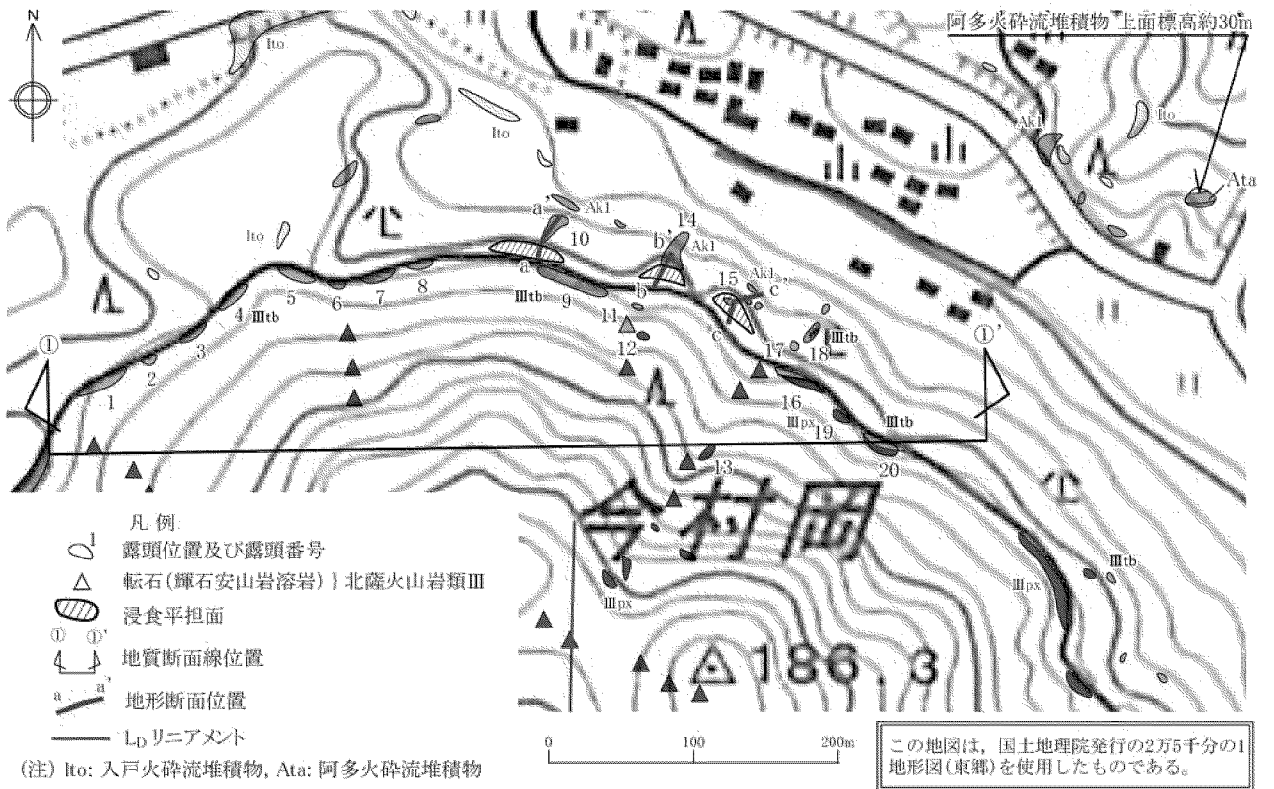 阿多火砕流堆積物 上面標高約30m
N
Ito
Ito
Ak1
Ito
Ata
a'
Ak1
10
14
b'
Ak1
Ito
a
b
15
Ak1
c'
c
5
6
7
8
9
Ⅲtb
4
Ⅲtb
3
2
1
11
12
17
18
Ⅲtb
16
Ⅲpx
19
Ⅲtb
20
13
①
①'
今村岡
Ⅲpx
Ⅲpx
Ⅲtb
186.3
凡 例
1
露頭位置及び露頭番号
転石(輝石安山岩溶岩) } 北薩火山岩類Ⅲ
浸食平坦面
① ①'
地質断面線位置
a a'
地形断面位置
LDリニアメント
(注) Ito: 入戸火砕流堆積物, Ata: 阿多火砕流堆積物
0 100 200m
この地図は，国土地理院発行の2万5千分の1
地形図(東郷)を使用したものである。